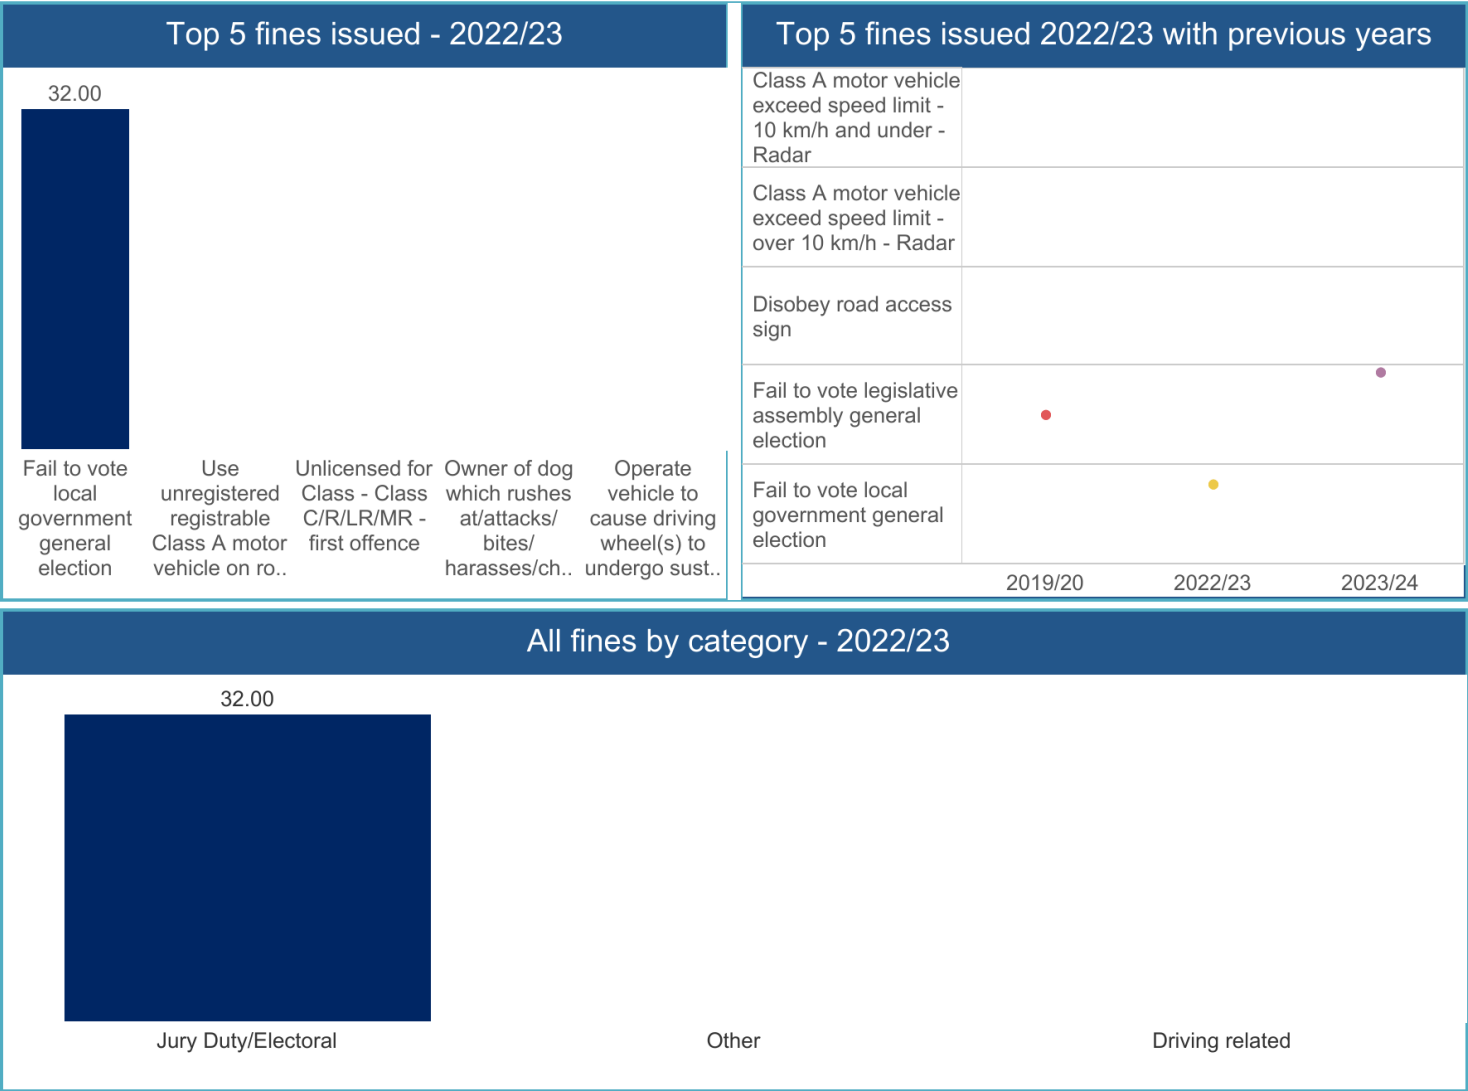 Top 5 fines issued - 2022/23
32.00
Fail to vote
local
government
general
election
Use
unregistered
registrable
Class A motor
vehicle on ro..
Unlicensed for
Class - Class
C/R/LR/MR -
first offence
Owner of dog
which rushes
at/attacks/
bites/
harasses/ch..
Operate
vehicle to
cause driving
wheel(s) to
undergo sust..
Top 5 fines issued 2022/23 with previous years
Class A motor vehicle
exceed speed limit -
10 km/h and under -
Radar
Class A motor vehicle
exceed speed limit -
over 10 km/h - Radar
Disobey road access
sign
Fail to vote legislative
assembly general
election
Fail to vote local
government general
election
2019/20
2022/23
2023/24
All fines by category - 2022/23
32.00
Jury Duty/Electoral
Other
Driving related